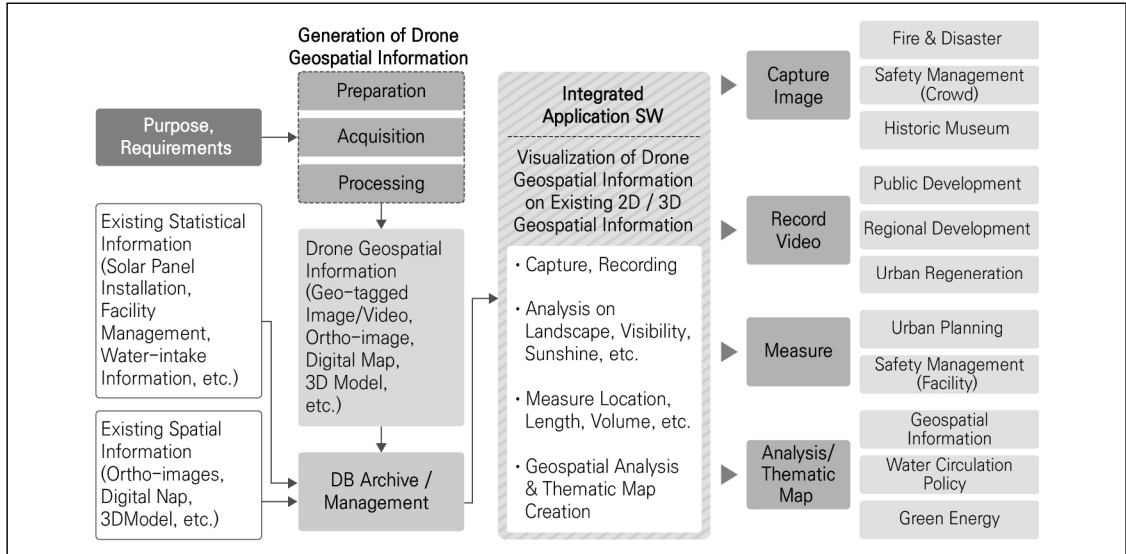 Generation of Drone
Geospatial Information
Preparation
Acquisition
Processing
Purpose,
Requirements
Existing Statistical
Information
(Solar Panel
Installation,
Facility
Management,
Water-intake
Information, etc.)
Existing Spatial
Information
(Ortho-images,
Digital Nap,
3DModel, etc.)
Drone Geospatial
Information
(Geo-tagged
Image/Video,
Ortho-image,
Digital Map,
3D Model,
etc.)
DB Archive /
Management
Integrated
Application SW
Visualization of Drone
Geospatial Information
on Existing 2D / 3D
Geospatial Information
· Capture, Recording
· Analysis on
Landscape, Visibility,
Sunshine, etc.
· Measure Location,
Length, Volume, etc.
· Geospatial Analysis
& Thematic Map
Creation
Capture
Image
Fire & Disaster
Safety Management
(Crowd)
Historic Museum
Record
Video
Public Development
Regional Development
Urban Regeneration
Measure
Urban Planning
Safety Management
(Facility)
Analysis/
Thematic
Map
Geospatial
Information
Water Circulation
Policy
Green Energy